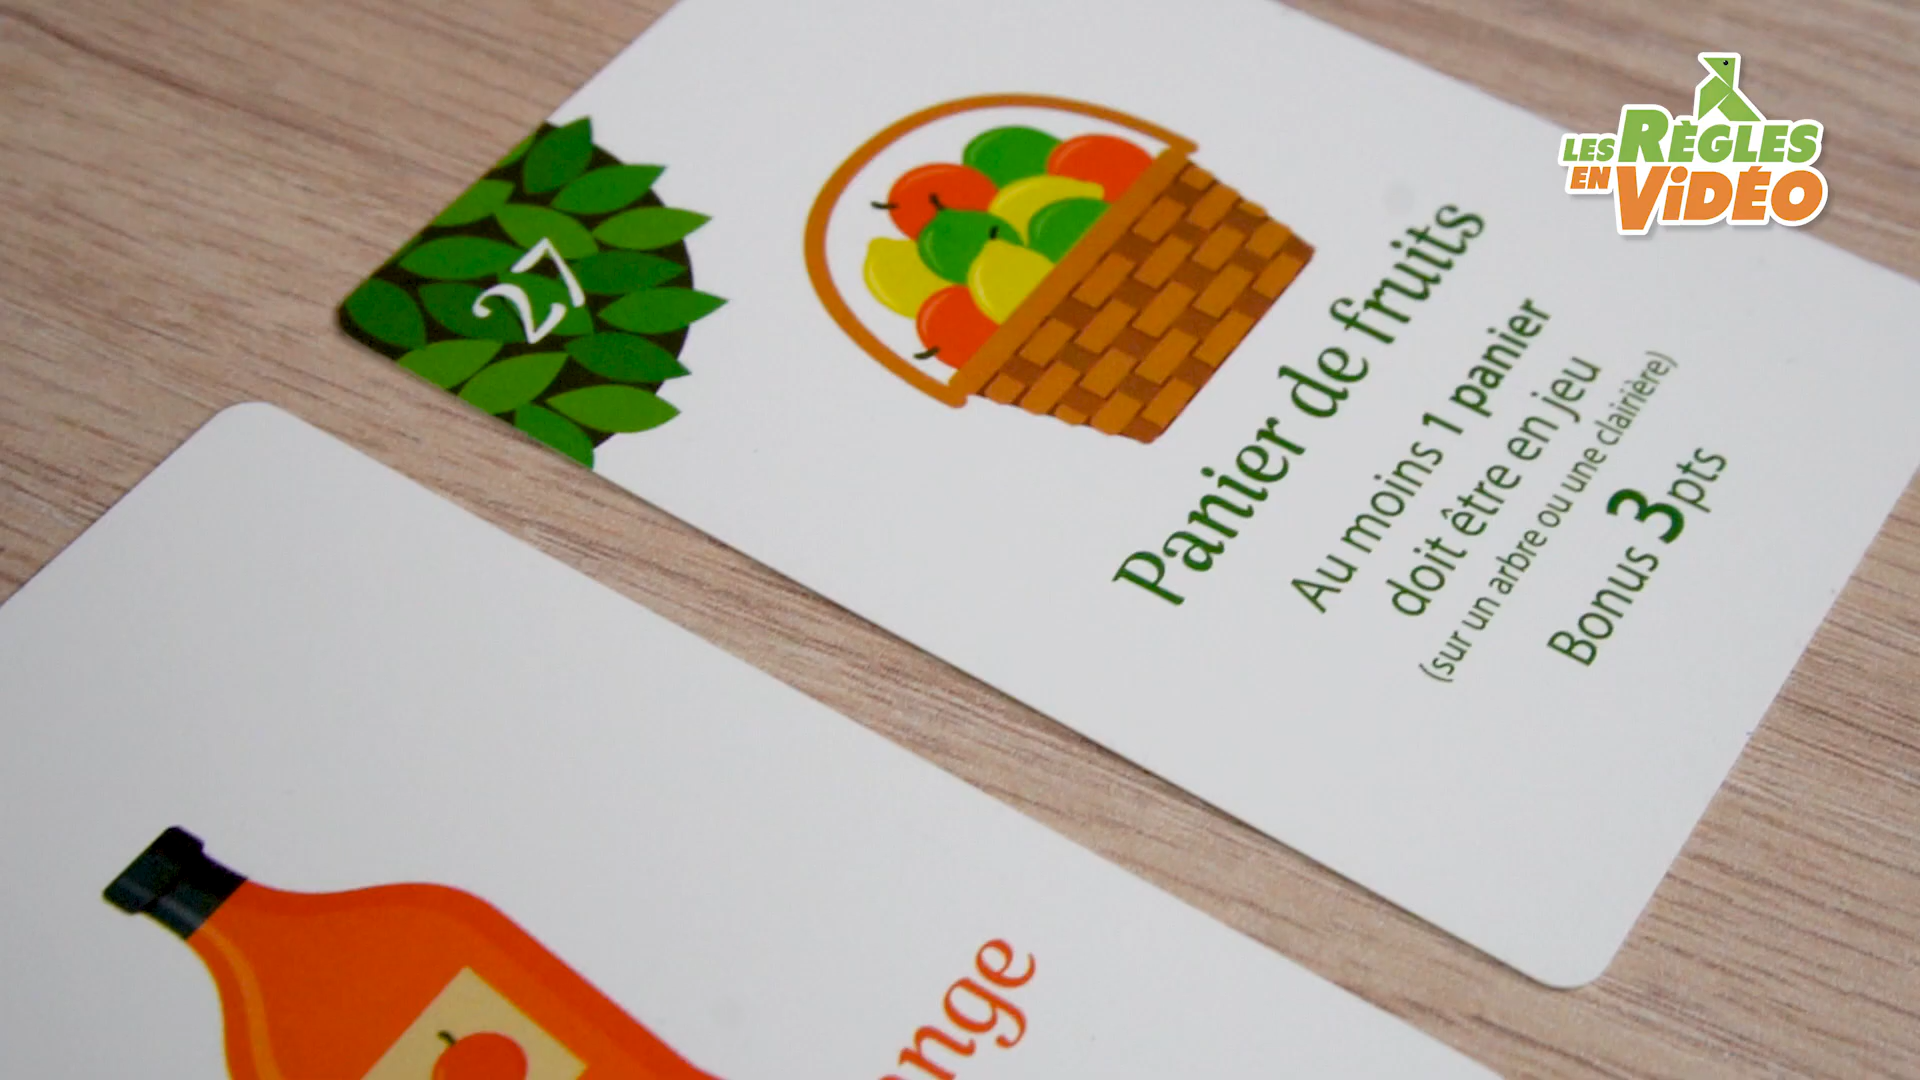 LES RÈGLES
EN VIDÉO
27
Panier de fruits
Au moins 1 panier
doit être en jeu
(sur un arbre ou une clairière)
Bonus 3pts